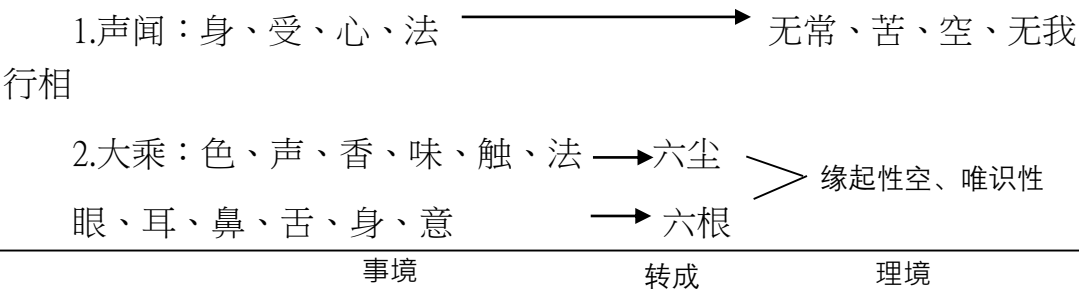 1.声闻：身、受、心、法 无常、苦、空、无我
行相
2.大乘：色、声、香、味、触、法 六尘
缘起性空、唯识性
眼、耳、鼻、舌、身、意 六根
事境 转成 理境